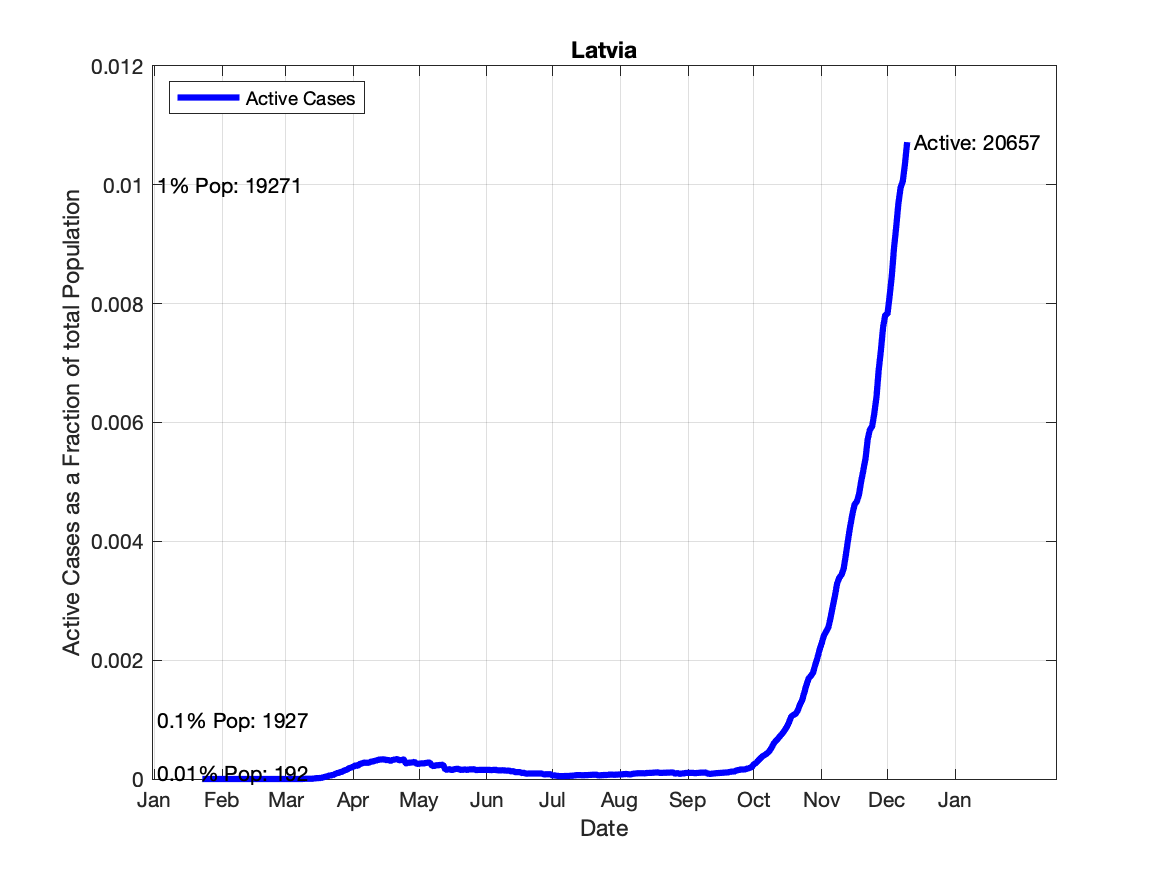 Latvia
0.012
Active Cases
Active: 20657
0.01
1% Pop: 19271
0.008
0.006
0.004
0.002
0.1% Pop: 1927
0
0.01% Pop: 192
Jan Feb Mar Apr May Jun Jul Aug Sep Oct Nov Dec Jan
Date
Active Cases as a Fraction of total Population